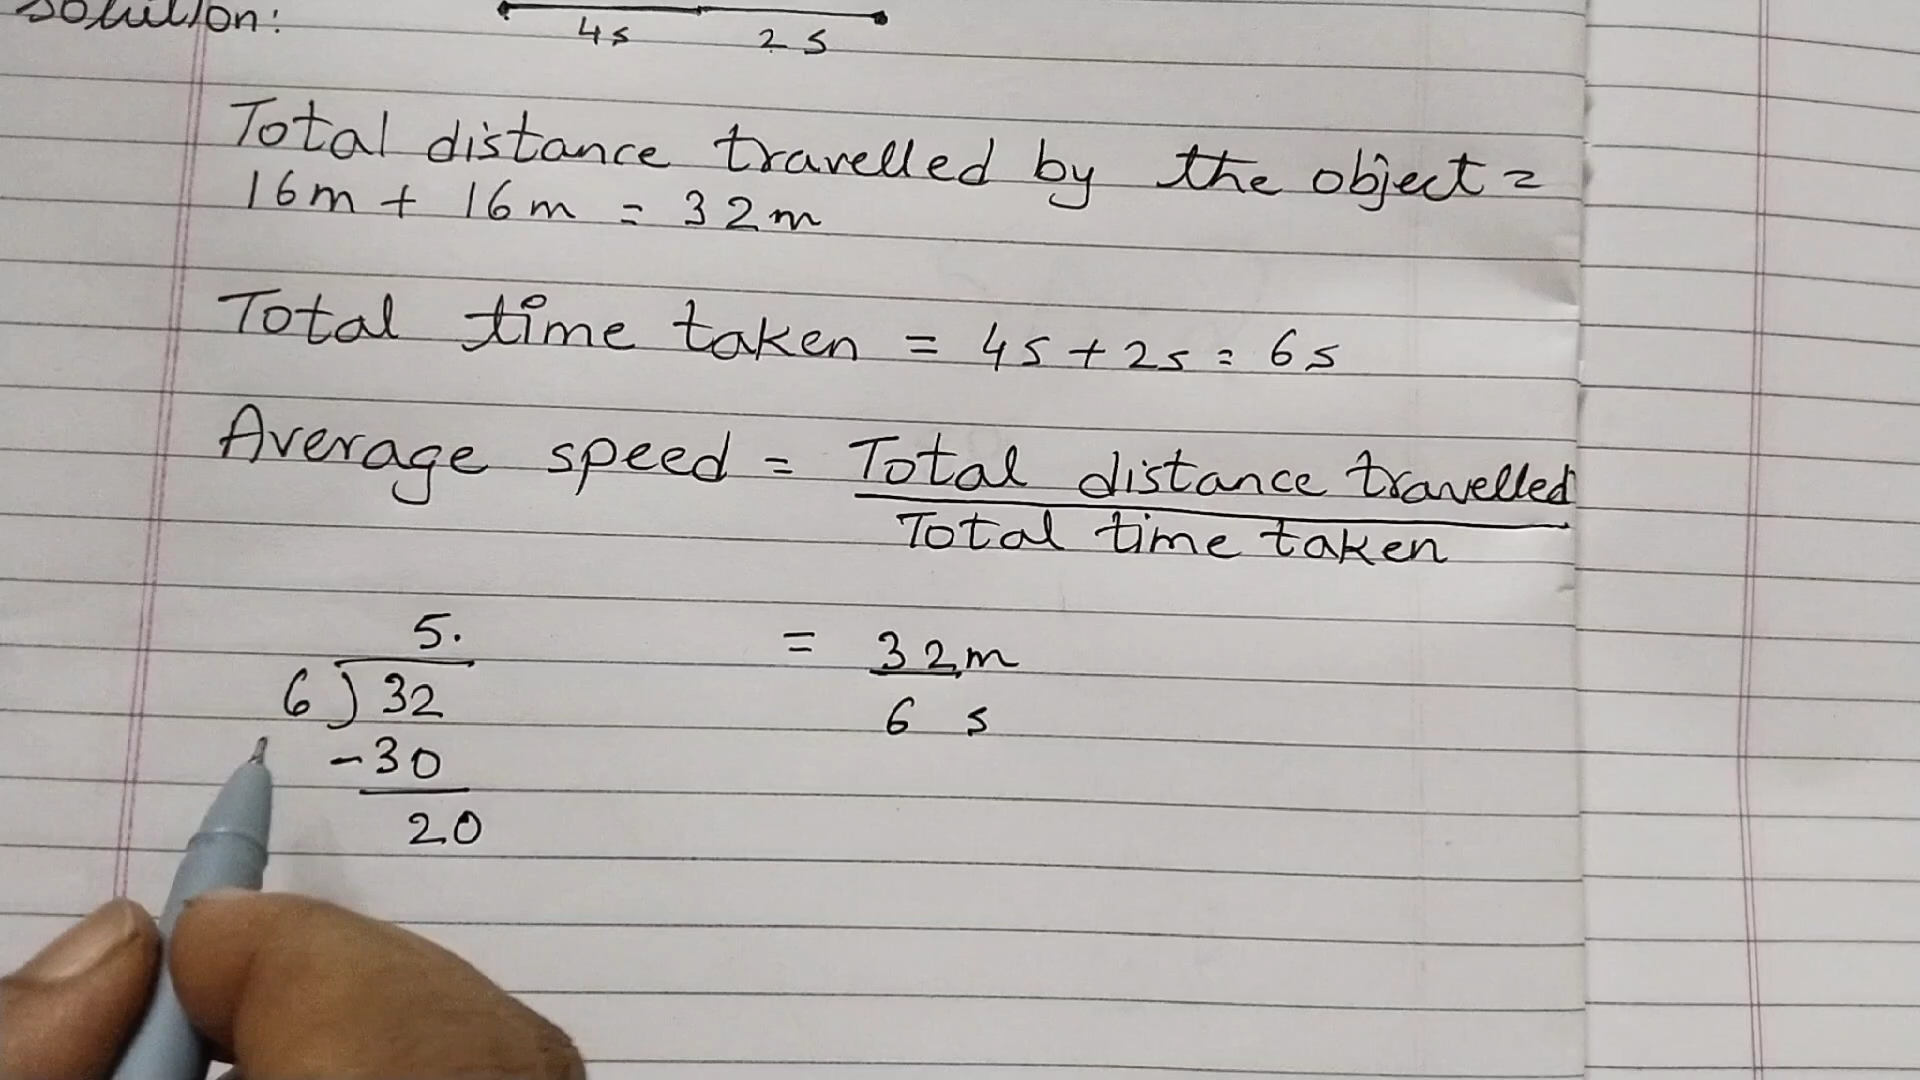 Solution:
4s 2s
Total distance travelled by the object =
16m + 16m = 32m
Total time taken = 4s + 2s = 6s
Average speed = Total distance travelled
Total time taken
5.
= 32m
6 ) 32
6 s
- 30
20